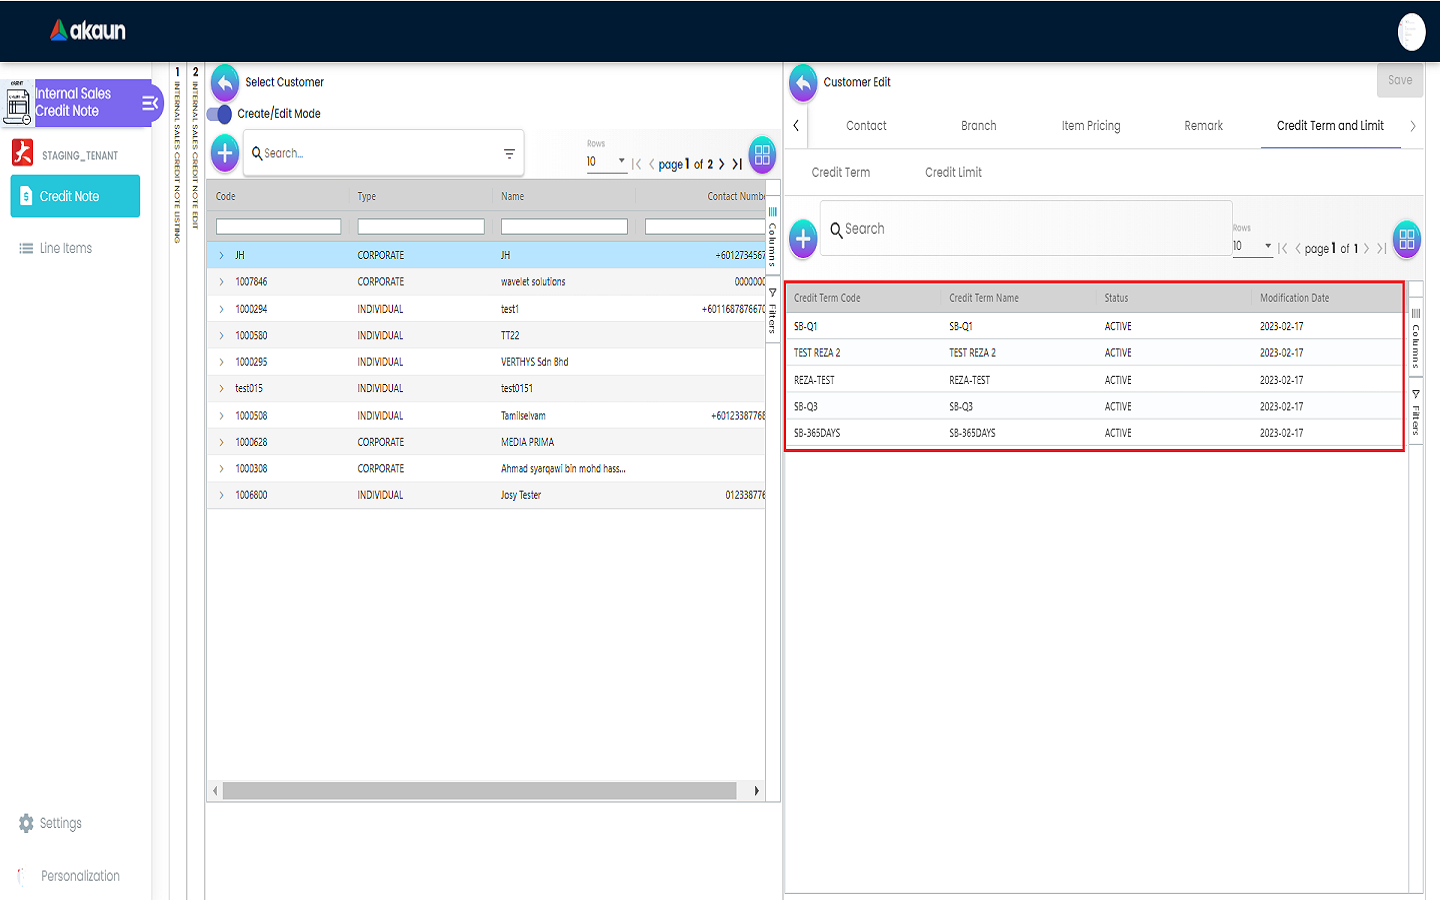 akaun
Internal Sales
Credit Note
STAGING_TENANT
Credit Note
Line Items
Settings
Personalization
1 INTERNAL SALES CREDIT NOTE LISTING
2 INTERNAL SALES CREDIT NOTE EDIT
Select Customer
Create/Edit Mode
Search...
Rows
10
page 1 of 2
Code Type Name Contact Numbe
JH CORPORATE JH +6012734567
1007846 CORPORATE wavelet solutions 0000000
1000294 INDIVIDUAL test1 +6011687876670
1000580 INDIVIDUAL TT22
1000295 INDIVIDUAL VERTHYS Sdn Bhd
test015 INDIVIDUAL test0151
1000508 INDIVIDUAL Tamilselvam +60123387768
1000628 CORPORATE MEDIA PRIMA
1000308 CORPORATE Ahmad syarqawi bin mohd hass...
1006800 INDIVIDUAL Josy Tester 012338776
Columns
Filters
Customer Edit
Save
Contact Branch Item Pricing Remark Credit Term and Limit
Credit Term Credit Limit
Search
Rows
10
page 1 of 1
Credit Term Code Credit Term Name Status Modification Date
SB-Q1 SB-Q1 ACTIVE 2023-02-17
TEST REZA 2 TEST REZA 2 ACTIVE 2023-02-17
REZA-TEST REZA-TEST ACTIVE 2023-02-17
SB-Q3 SB-Q3 ACTIVE 2023-02-17
SB-365DAYS SB-365DAYS ACTIVE 2023-02-17
Columns
Filters